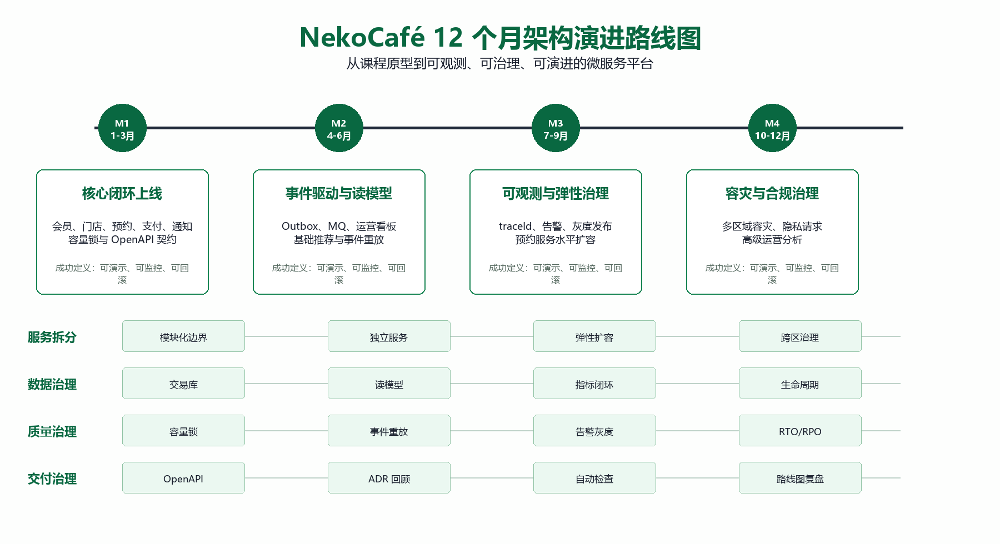 NekoCafé 12 个月架构演进路线图
从课程原型到可观测、可治理、可演进的微服务平台
M1
1-3月
M2
4-6月
M3
7-9月
M4
10-12月
核心闭环上线
会员、门店、预约、支付、通知
容量锁与 OpenAPI 契约
成功定义：可演示、可监控、可回
滚
事件驱动与读模型
Outbox、MQ、运营看板
基础推荐与事件重放
成功定义：可演示、可监控、可回
滚
可观测与弹性治理
traceId、告警、灰度发布
预约服务水平扩容
成功定义：可演示、可监控、可回
滚
容灾与合规治理
多区域容灾、隐私请求
高级运营分析
成功定义：可演示、可监控、可回
滚
服务拆分
模块化边界
独立服务
弹性扩容
跨区治理
数据治理
交易库
读模型
指标闭环
生命周期
质量治理
容量锁
事件重放
告警灰度
RTO/RPO
交付治理
OpenAPI
ADR 回顾
自动检查
路线图复盘